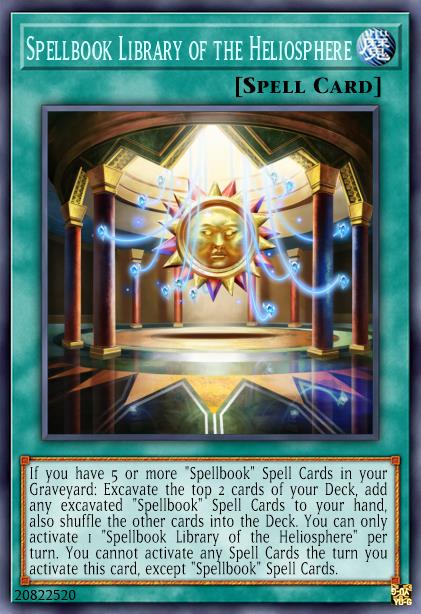 Spellbook Library of the Heliosphere
魔
[Spell Card]
If you have 5 or more "Spellbook" Spell Cards in your
Graveyard: Excavate the top 2 cards of your Deck, add
any excavated "Spellbook" Spell Cards to your hand,
also shuffle the other cards into the Deck. You can only
activate 1 "Spellbook Library of the Heliosphere" per
turn. You cannot activate any Spell Cards the turn you
activate this card, except "Spellbook" Spell Cards.
20822520